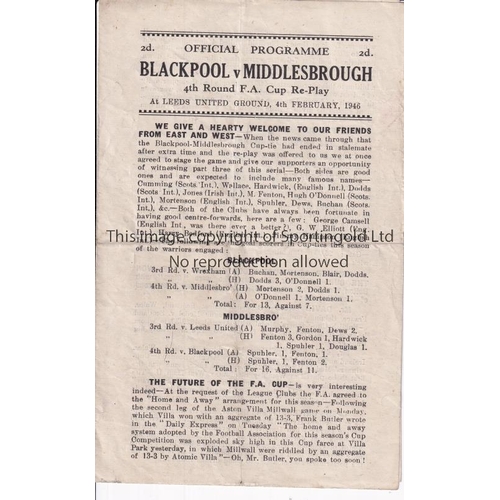 2d. OFFICIAL PROGRAMME 2d.
BLACKPOOL v MIDDLESBROUGH
4th Round F.A. Cup Re-Play
At LEEDS UNITED GROUND, 4th FEBRUARY, 1946
WE GIVE A HEARTY WELCOME TO OUR FRIENDS
FROM EAST AND WEST—When the news came through that
the Blackpool-Middlesbrough Cup-tie had ended in stalemate
after extra time and the re-play was offered to us we at once
agreed to stage the game and give our supporters an opportunity
of witnessing part three of this serial—Both sides are good
ones and are expected to include many famous names—
Cumming (Scots Int.), Wallace, Hardwick, (English Int.), Dodds
(Scots Int.), Jones (Irish Int.), M. Fenton, Hugh O'Donnell (Scots
Int.), Mortenson (English Int.), Spuhler, Dews, Buchan (Scots.
Int.), &c.—Both of the Clubs have always been fortunate in
having good centre-forwards, here are a few: George Camsell
(English Int., was there ever a better?), G. W. Elliott (Eng.
This image is copyright of Sportingold Ltd
scorers in Cup-ties this season
of the warriors engaged:
No reproduction allowed
BLACKPOOL
3rd Rd. v. Wrexham (A) Buchan, Mortenson, Blair, Dodds.
„ „ (H) Dodds 3, O'Donnell 1.
4th Rd. v. Middlesbro' (H) Mortenson 2, Dodds 1.
„ „ (A) O'Donnell 1, Mortenson 1.
Total: For 13, Against 7.
MIDDLESBRO'
3rd Rd. v. Leeds United (A) Murphy, Fenton, Dews 2.
„ „ (H) Fenton 3, Gordon 1, Hardwick
1, Spuhler 1, Douglas 1.
4th Rd. v. Blackpool (A) Spuhler, 1, Fenton, 1.
„ „ (H) Spuhler 1, Fenton 2.
Total: For 16, Against 11.
THE FUTURE OF THE F.A. CUP—is very interesting
indeed—At the request of the League Clubs the F.A. agreed to
the "Home and Away" arrangement for this season—Following
the second leg of the Aston Villa Millwall game on Monday,
which Villa won with an aggregate of 13-3, Frank Butler wrote
in the "Daily Express" on Tuesday "The home and away
system adopted by the Football Association for this season's Cup
Competition was exploded sky high in this Cup farce at Villa
Park yesterday, in which Millwall were riddled by an aggregate
of 13-3 by Atomic Villa"—Oh, Mr. Butler, you spoke too soon!